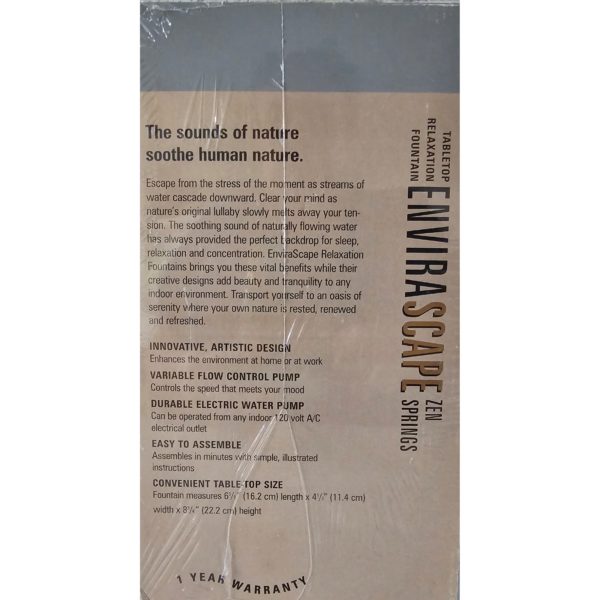 The sounds of nature
soothe human nature.
Escape from the stress of the moment as streams of
water cascade downward. Clear your mind as
nature's original lullaby slowly melts away your ten-
sion. The soothing sound of naturally flowing water
has always provided the perfect backdrop for sleep,
relaxation and concentration. EnviraScape Relaxation
Fountains brings you these vital benefits while their
creative designs add beauty and tranquility to any
indoor environment. Transport yourself to an oasis of
serenity where your own nature is rested, renewed
and refreshed.
INNOVATIVE, ARTISTIC DESIGN
Enhances the environment at home or at work
VARIABLE FLOW CONTROL PUMP
Controls the speed that meets your mood
DURABLE ELECTRIC WATER PUMP
Can be operated from any indoor 120 volt A/C
electrical outlet
EASY TO ASSEMBLE
Assembles in minutes with simple, illustrated
instructions
CONVENIENT TABLE-TOP SIZE
Fountain measures (16.2 cm) length x (11.4 cm)
width x (22.2 cm) height
1 YEAR WARRANTY
TABLETOP
RELAXATION
FOUNTAIN
ENVIRASCAPE
ZEN
SPRINGS